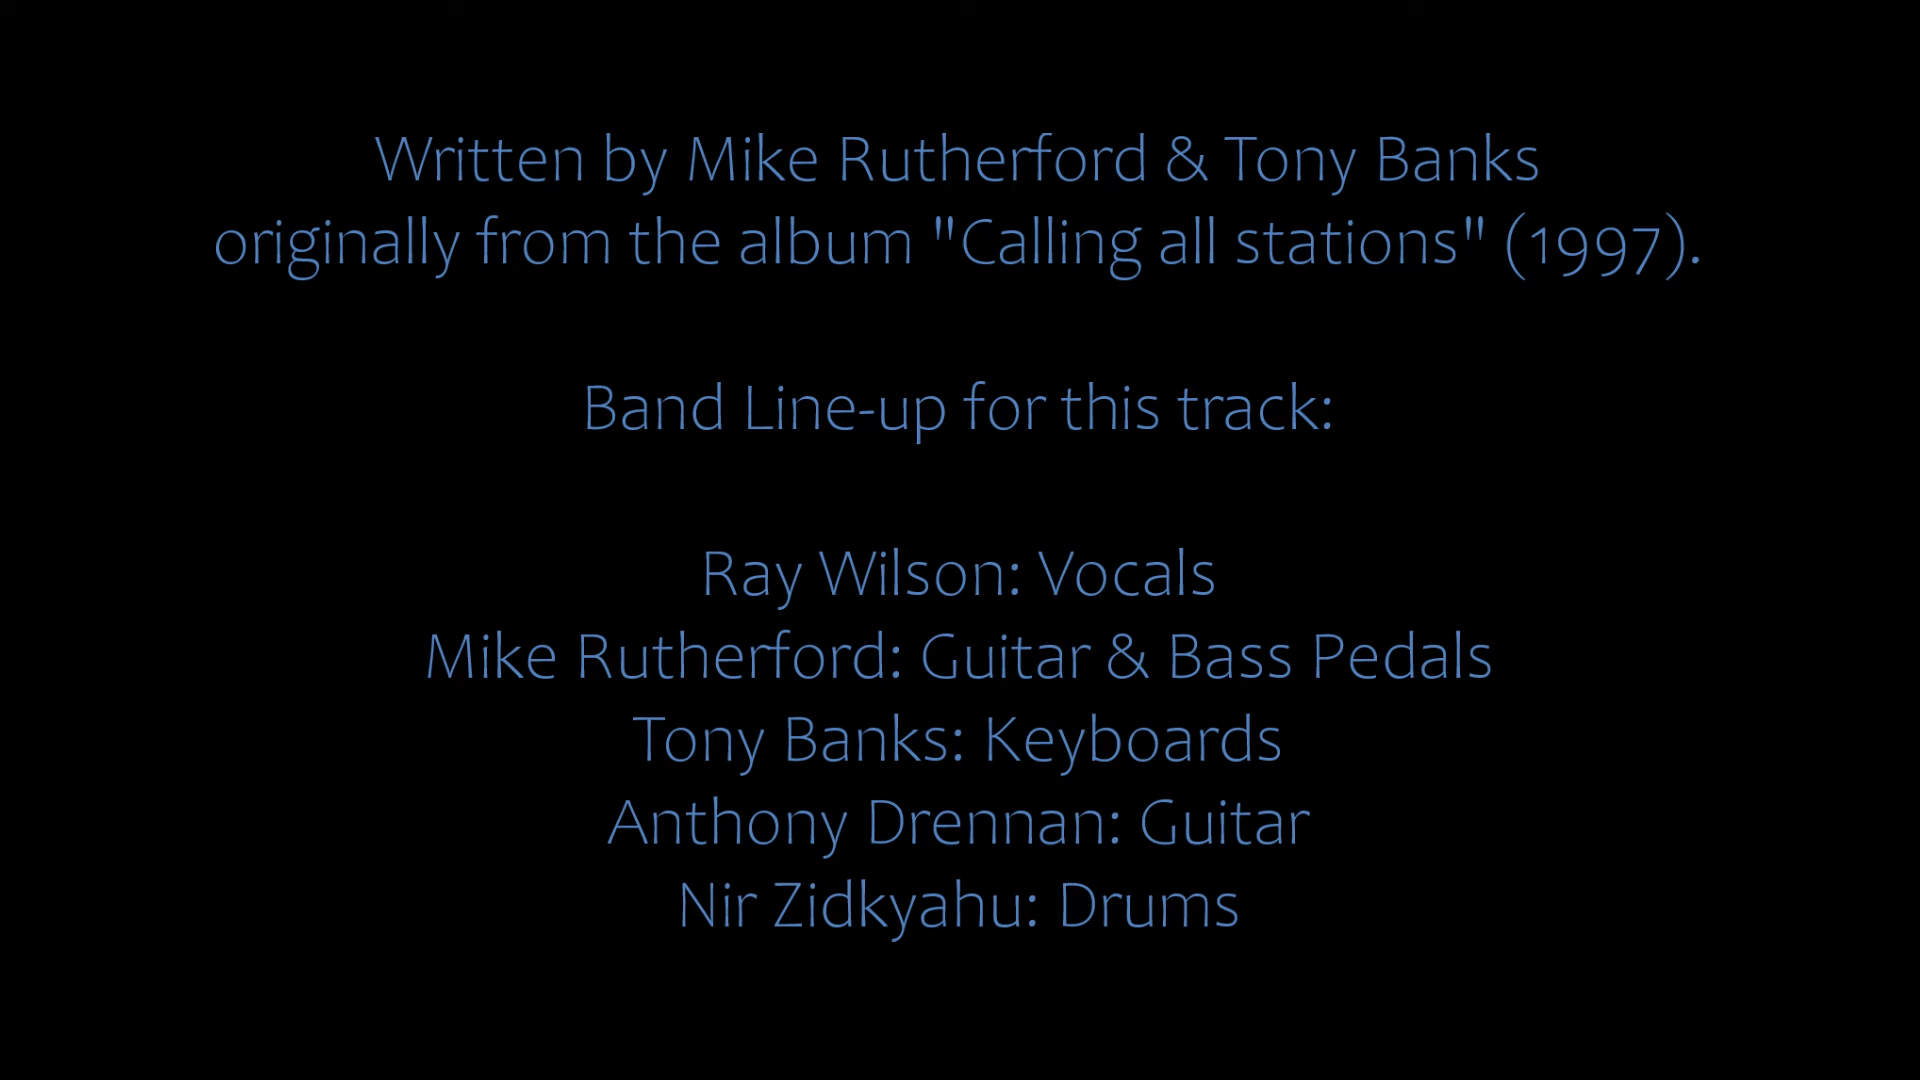 Written by Mike Rutherford & Tony Banks
originally from the album "Calling all stations" (1997).
Band Line-up for this track:
Ray Wilson: Vocals
Mike Rutherford: Guitar & Bass Pedals
Tony Banks: Keyboards
Anthony Drennan: Guitar
Nir Zidkyahu: Drums